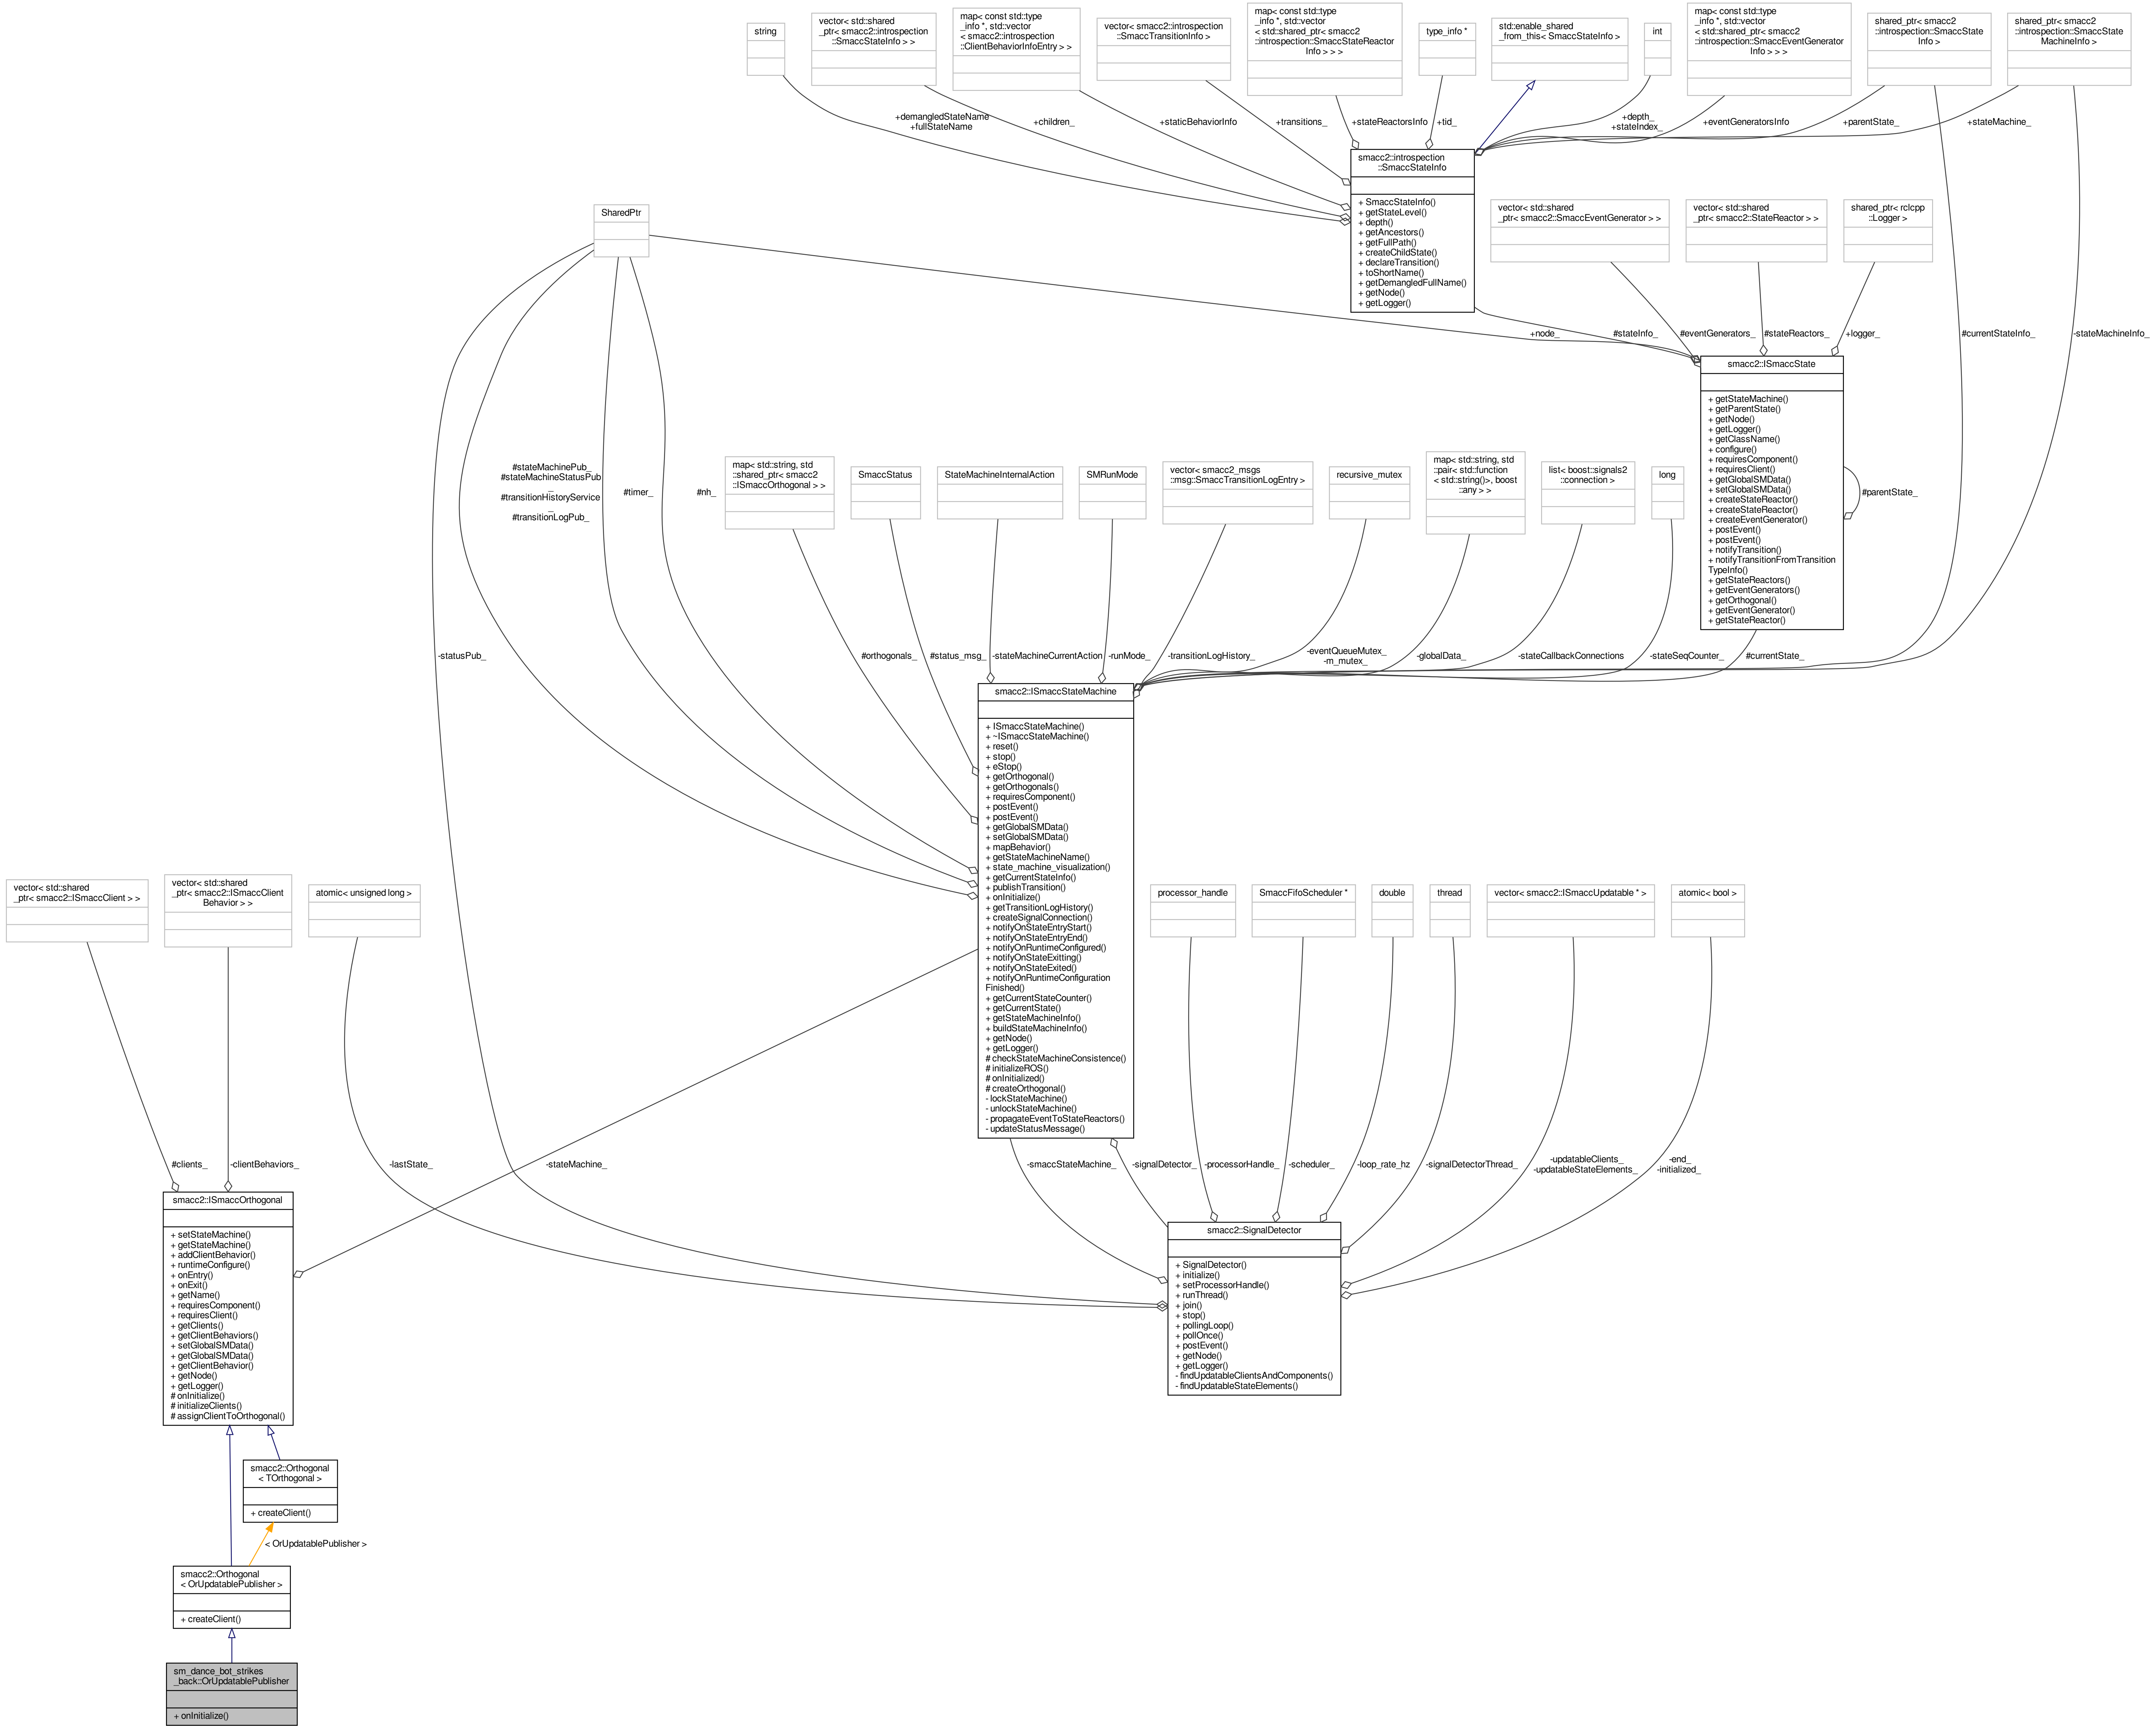 string
vector< std::shared
_ptr< smacc2::introspection
::SmaccStateInfo > >
map< const std::type
_info *, std::vector
< smacc2::introspection
::ClientBehaviorInfoEntry > >
vector< smacc2::introspection
::SmaccTransitionInfo >
map< const std::type
_info *, std::vector
< std::shared_ptr< smacc2
::introspection::SmaccStateReactor
Info > > >
type_info *
std::enable_shared
_from_this< SmaccStateInfo >
int
map< const std::type
_info *, std::vector
< std::shared_ptr< smacc2
::introspection::SmaccEventGenerator
Info > > >
shared_ptr< smacc2
::introspection::SmaccState
Info >
shared_ptr< smacc2
::introspection::SmaccState
MachineInfo >
+demangledStateName
+fullStateName
+children_
+staticBehaviorInfo
+transitions_
+stateReactorsInfo
+tid_
+depth_
+stateIndex_
+eventGeneratorsInfo
+parentState_
+stateMachine_
smacc2::introspection
::SmaccStateInfo
+ SmaccStateInfo()
+ getStateLevel()
+ depth()
+ getAncestors()
+ getFullPath()
+ createChildState()
+ declareTransition()
+ toShortName()
+ getDemangledFullName()
+ getNode()
+ getLogger()
SharedPtr
vector< std::shared
_ptr< smacc2::SmaccEventGenerator > >
vector< std::shared
_ptr< smacc2::StateReactor > >
shared_ptr< rclcpp
::Logger >
+node_
#stateInfo_
#eventGenerators_
#stateReactors_
+logger_
#currentStateInfo_
-stateMachineInfo_
smacc2::ISmaccState
+ getStateMachine()
+ getParentState()
+ getNode()
+ getLogger()
+ getClassName()
+ configure()
+ requiresComponent()
+ requiresClient()
+ getGlobalSMData()
+ setGlobalSMData()
+ createStateReactor()
+ createStateReactor()
+ createEventGenerator()
+ postEvent()
+ postEvent()
+ notifyTransition()
+ notifyTransitionFromTransition
TypeInfo()
+ getStateReactors()
+ getEventGenerators()
+ getOrthogonal()
+ getEventGenerator()
+ getStateReactor()
#parentState_
#stateMachinePub_
#stateMachineStatusPub
_
#transitionHistoryService
_
#transitionLogPub_
#timer_
#nh_
map< std::string, std
::shared_ptr< smacc2
::ISmaccOrthogonal > >
SmaccStatus
StateMachineInternalAction
SMRunMode
vector< smacc2_msgs
::msg::SmaccTransitionLogEntry >
recursive_mutex
map< std::string, std
::pair< std::function
< std::string()>, boost
::any > >
list< boost::signals2
::connection >
long
-statusPub_
#orthogonals_
#status_msg_
-stateMachineCurrentAction
-runMode_
-transitionLogHistory_
-eventQueueMutex_
-m_mutex_
-globalData_
-stateCallbackConnections
-stateSeqCounter_
#currentState_
smacc2::ISmaccStateMachine
+ ISmaccStateMachine()
+ ~ISmaccStateMachine()
+ reset()
+ stop()
+ eStop()
+ getOrthogonal()
+ getOrthogonals()
+ requiresComponent()
+ postEvent()
+ postEvent()
+ getGlobalSMData()
+ setGlobalSMData()
+ mapBehavior()
+ getStateMachineName()
+ state_machine_visualization()
+ getCurrentStateInfo()
+ publishTransition()
+ onInitialize()
+ getTransitionLogHistory()
+ createSignalConnection()
+ notifyOnStateEntryStart()
+ notifyOnStateEntryEnd()
+ notifyOnRuntimeConfigured()
+ notifyOnStateExitting()
+ notifyOnStateExited()
+ notifyOnRuntimeConfiguration
Finished()
+ getCurrentStateCounter()
+ getCurrentState()
+ getStateMachineInfo()
+ buildStateMachineInfo()
+ getNode()
+ getLogger()
# checkStateMachineConsistence()
# initializeROS()
# onInitialized()
# createOrthogonal()
- lockStateMachine()
- unlockStateMachine()
- propagateEventToStateReactors()
- updateStatusMessage()
vector< std::shared
_ptr< smacc2::ISmaccClient > >
vector< std::shared
_ptr< smacc2::ISmaccClient
Behavior > >
atomic< unsigned long >
processor_handle
SmaccFifoScheduler *
double
thread
vector< smacc2::ISmaccUpdatable * >
atomic< bool >
#clients_
-clientBehaviors_
-lastState_
-stateMachine_
-smaccStateMachine_
-signalDetector_
-processorHandle_
-scheduler_
-loop_rate_hz
-signalDetectorThread_
-updatableClients_
-updatableStateElements_
-end_
-initialized_
smacc2::ISmaccOrthogonal
+ setStateMachine()
+ getStateMachine()
+ addClientBehavior()
+ runtimeConfigure()
+ onEntry()
+ onExit()
+ getName()
+ requiresComponent()
+ requiresClient()
+ getClients()
+ getClientBehaviors()
+ setGlobalSMData()
+ getGlobalSMData()
+ getClientBehavior()
+ getNode()
+ getLogger()
# onInitialize()
# initializeClients()
# assignClientToOrthogonal()
smacc2::SignalDetector
+ SignalDetector()
+ initialize()
+ setProcessorHandle()
+ runThread()
+ join()
+ stop()
+ pollingLoop()
+ pollOnce()
+ postEvent()
+ getNode()
+ getLogger()
- findUpdatableClientsAndComponents()
- findUpdatableStateElements()
smacc2::Orthogonal
< TOrthogonal >
+ createClient()
< OrUpdatablePublisher >
smacc2::Orthogonal
< OrUpdatablePublisher >
+ createClient()
sm_dance_bot_strikes
_back::OrUpdatablePublisher
+ onInitialize()